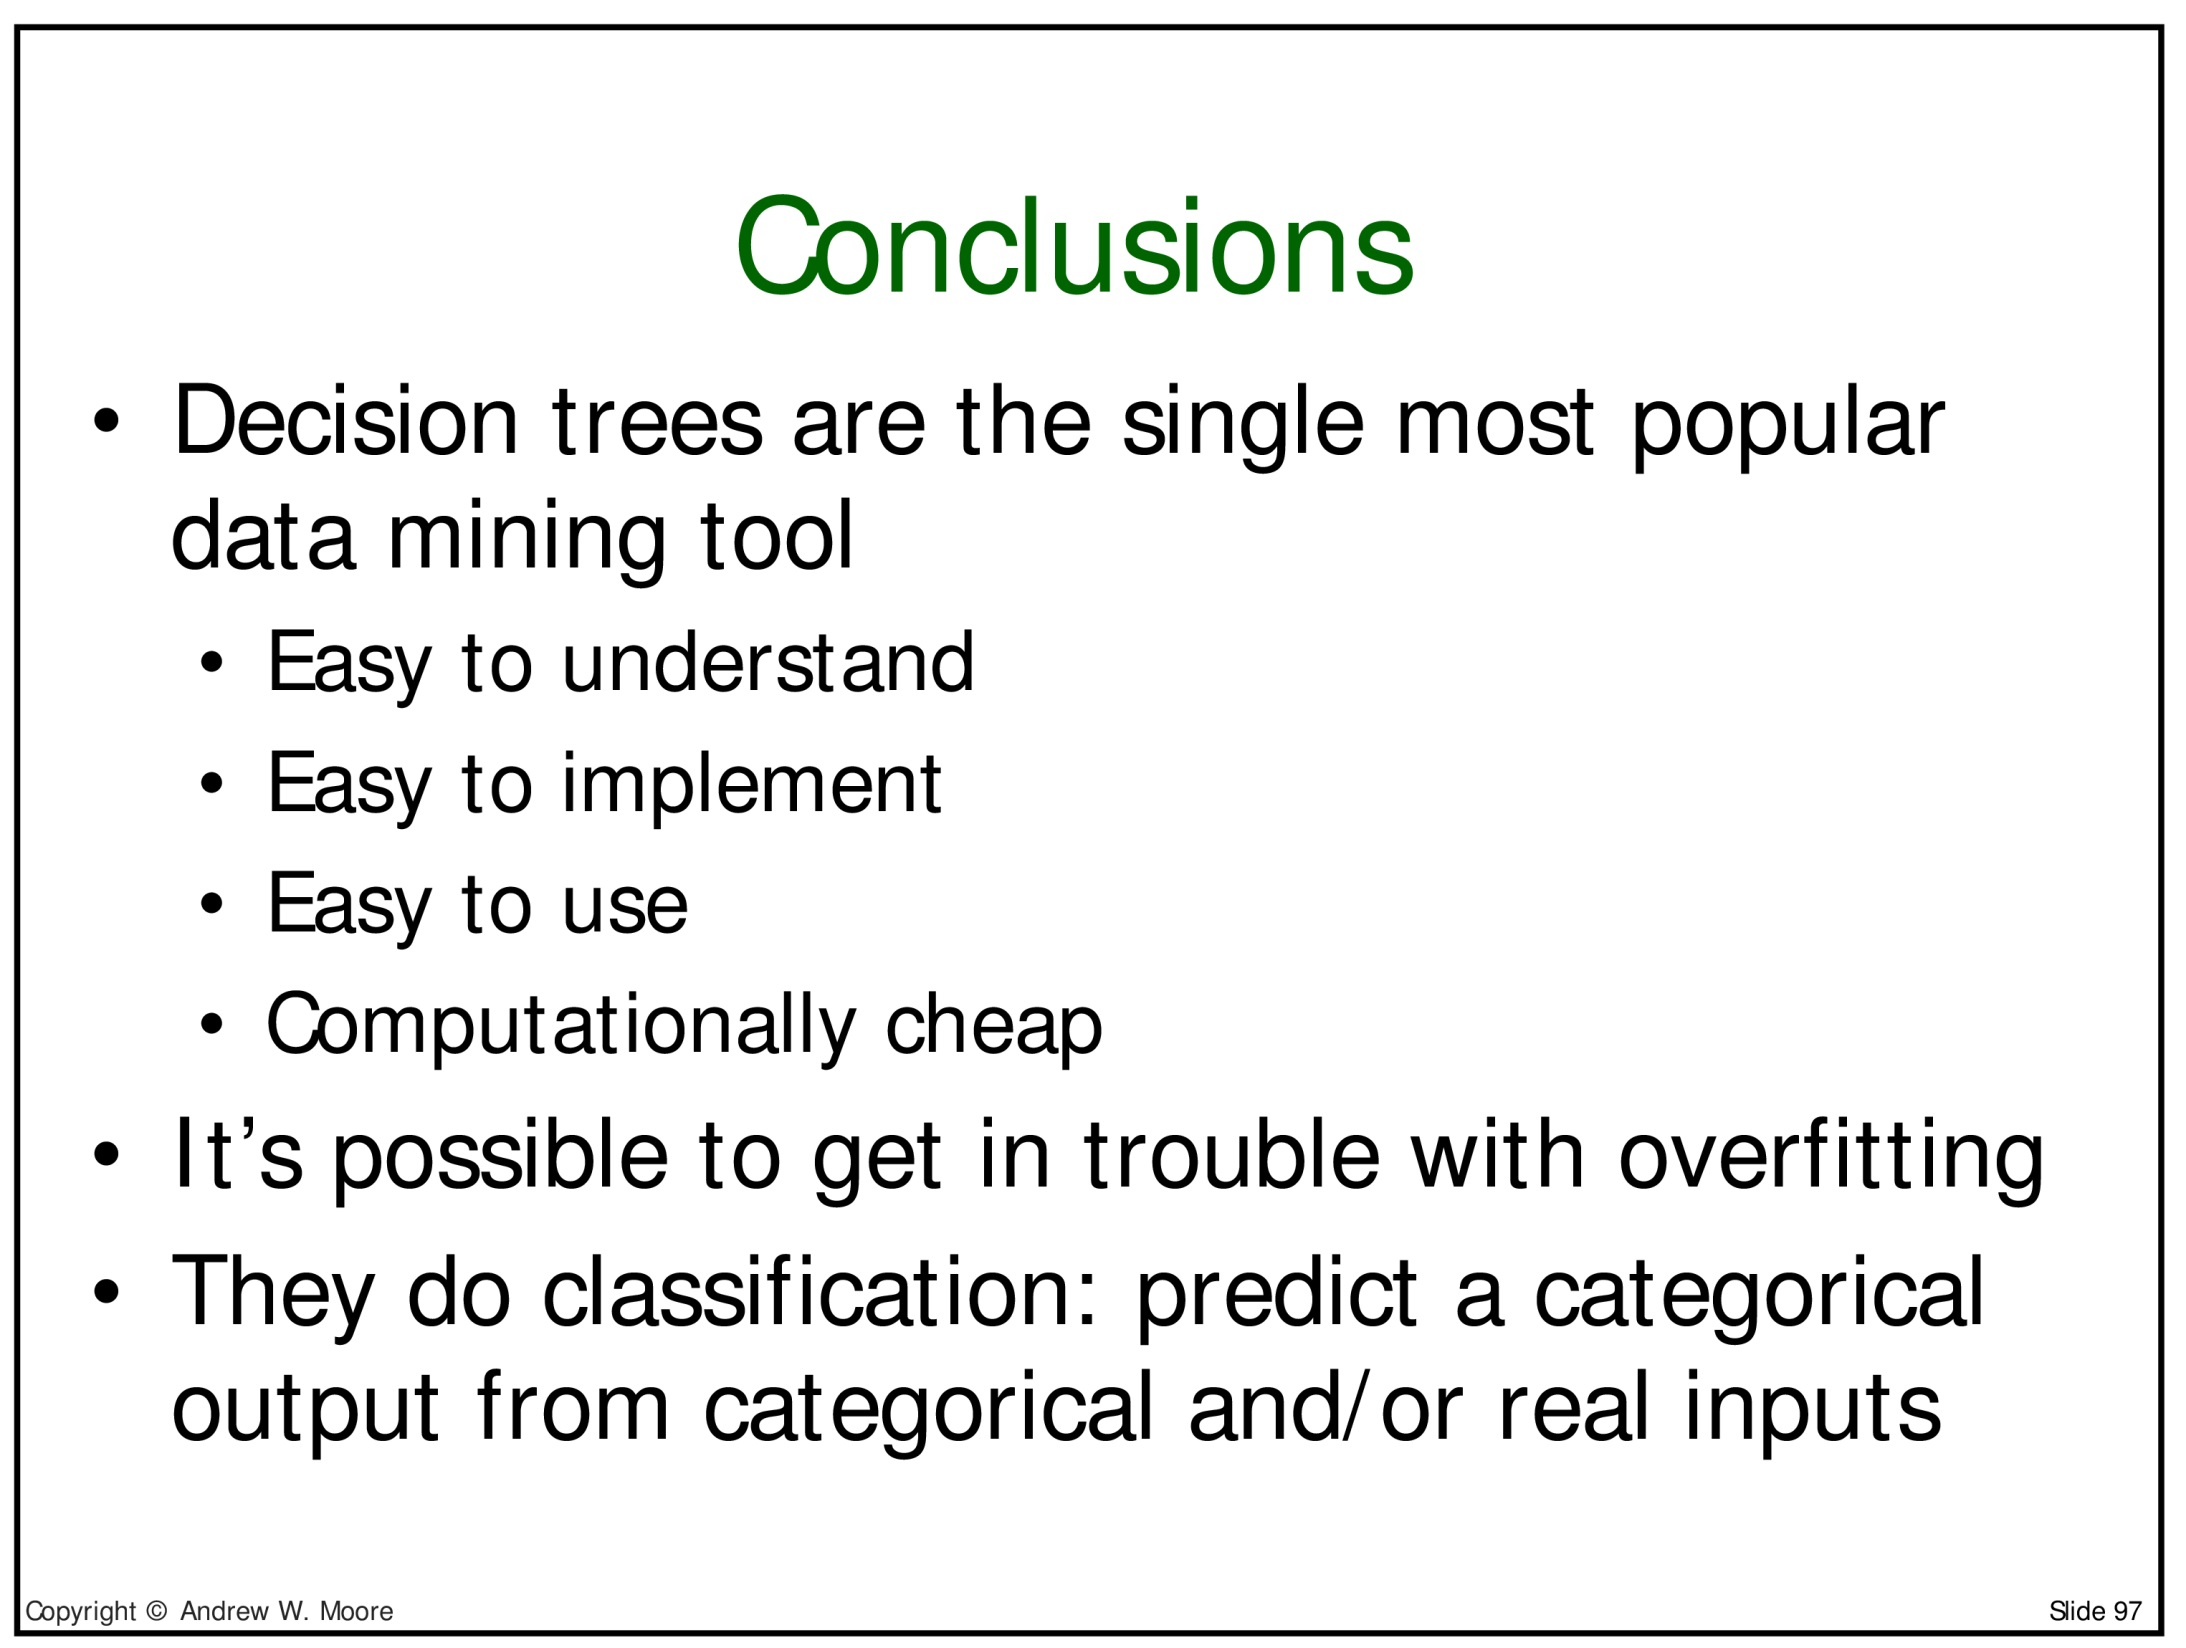 Conclusions
• Decision trees are the single most popular
data mining tool
• Easy to understand
• Easy to implement
• Easy to use
• Computationally cheap
• It’s possible to get in trouble with overfitting
• They do classification: predict a categorical
output from categorical and/or real inputs
Copyright © Andrew W. Moore
Slide 97